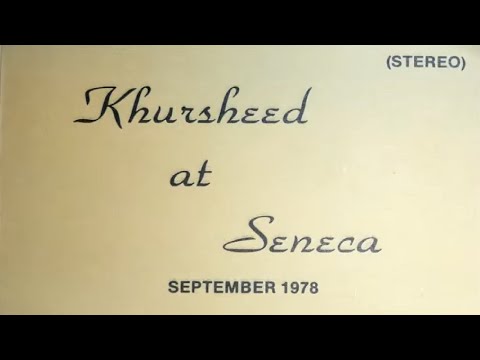 (STEREO)
Khursheed
at
Seneca
SEPTEMBER 1978